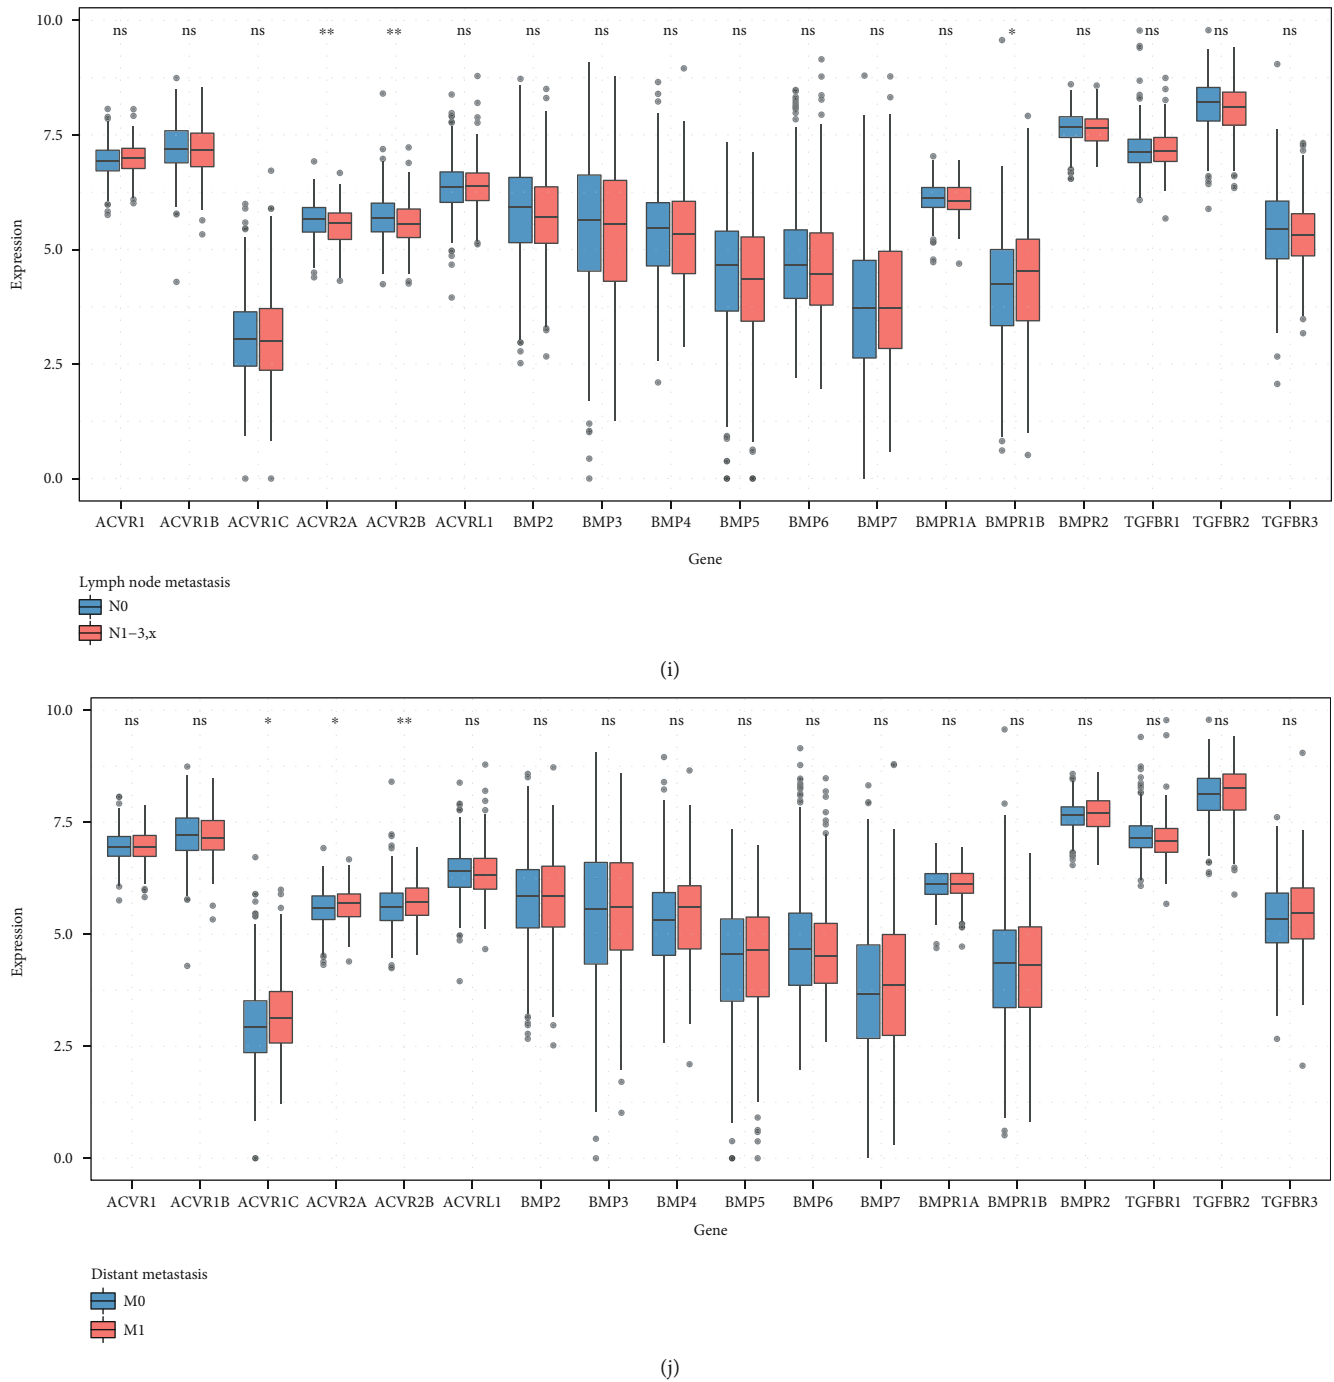 10.0
ns ns ns ** ** ns ns ns ns ns ns ns ns * ns ns ns ns
7.5
5.0
2.5
0.0
Expression
ACVR1 ACVR1B ACVR1C ACVR2A ACVR2B ACVRL1 BMP2 BMP3 BMP4 BMP5 BMP6 BMP7 BMPR1A BMPR1B BMPR2 TGFBR1 TGFBR2 TGFBR3
Gene
Lymph node metastasis
N0
N1−3,x
(i)
10.0
ns ns * * ** ns ns ns ns ns ns ns ns ns ns ns ns ns
7.5
5.0
2.5
0.0
Expression
ACVR1 ACVR1B ACVR1C ACVR2A ACVR2B ACVRL1 BMP2 BMP3 BMP4 BMP5 BMP6 BMP7 BMPR1A BMPR1B BMPR2 TGFBR1 TGFBR2 TGFBR3
Gene
Distant metastasis
M0
M1
(j)